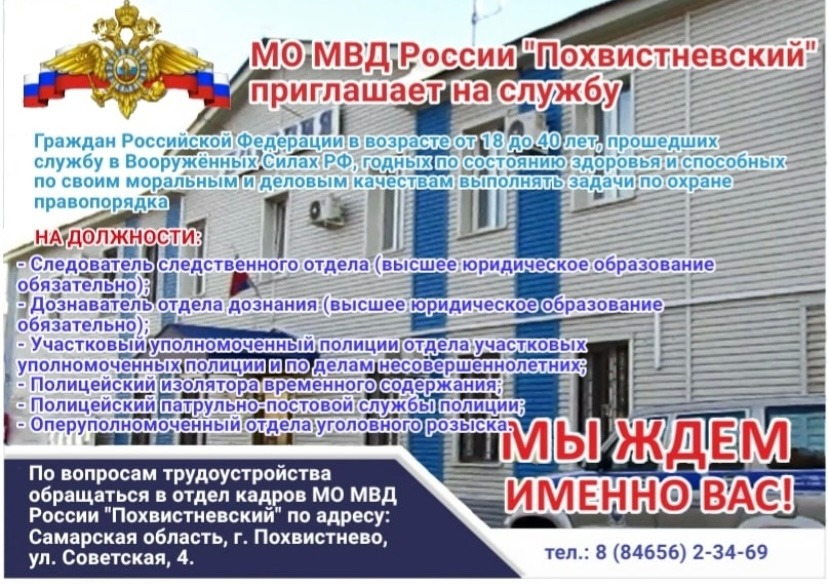 МО МВД России "Похвистневский"
приглашает на службу
Граждан Российской Федерации в возрасте от 18 до 40 лет, прошедших
службу в Вооружённых Силах РФ, годных по состоянию здоровья и способных
по своим моральным и деловым качествам выполнять задачи по охране
правопорядка
НА ДОЛЖНОСТИ:
- Следователь следственного отдела (высшее юридическое образование
обязательно);
- Дознаватель отдела дознания (высшее юридическое образование
обязательно);
- Участковый уполномоченный полиции отдела участковых
уполномоченных полиции и по делам несовершеннолетних;
- Полицейский изолятора временного содержания;
- Полицейский патрульно-постовой службы полиции;
- Оперуполномоченный отдела уголовного розыска.
МЫ ЖДЕМ
ИМЕННО ВАС!
По вопросам трудоустройства
обращаться в отдел кадров МО МВД
России "Похвистневский" по адресу:
Самарская область, г. Похвистнево,
ул. Советская, 4.
тел.: 8 (84656) 2-34-69